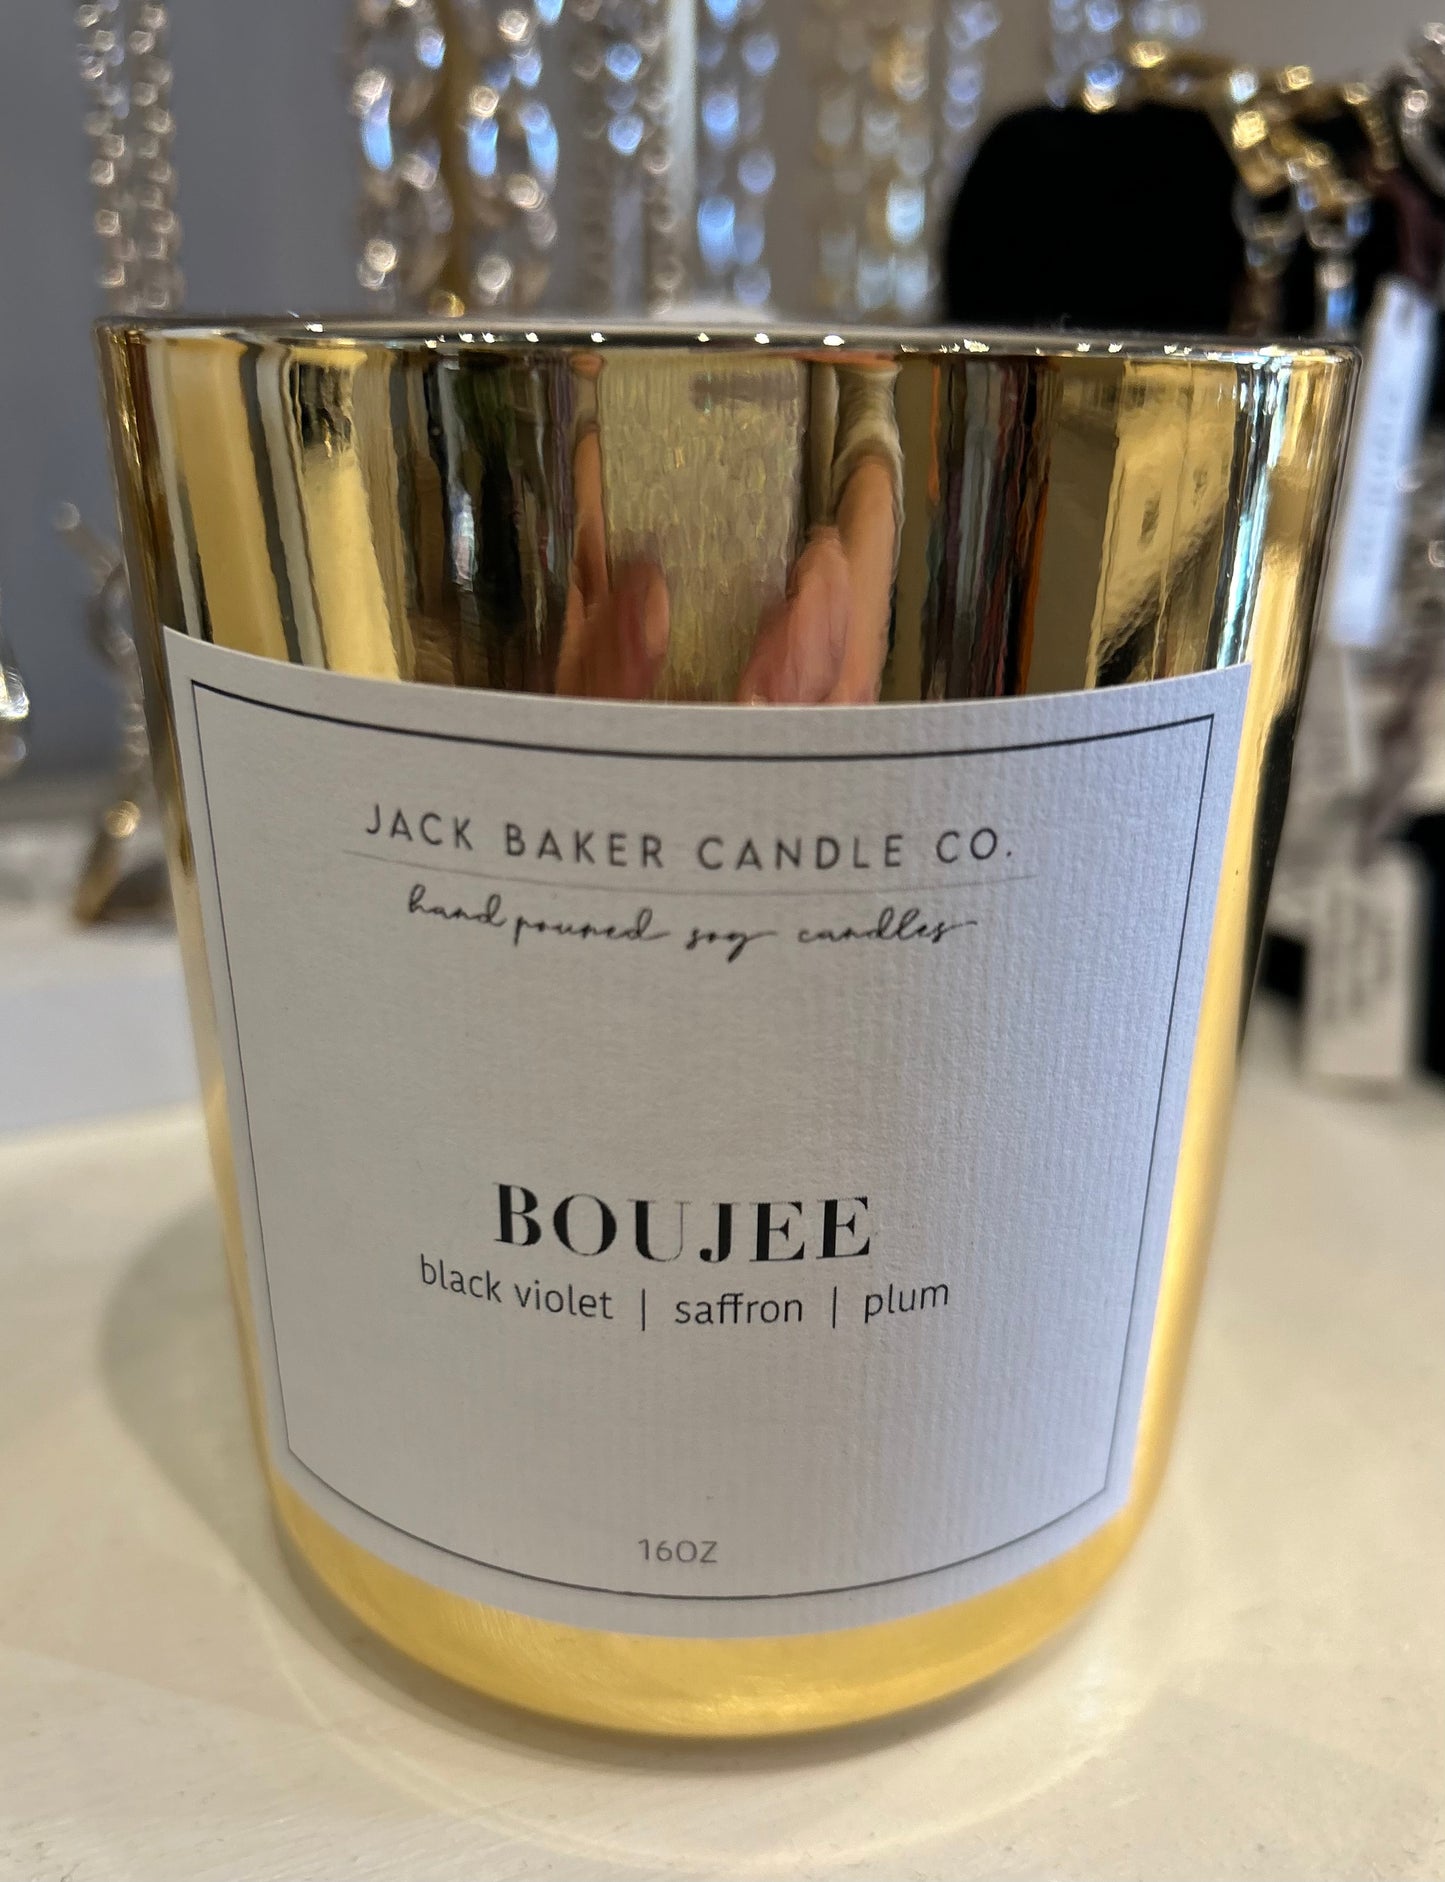 JACK BAKER CANDLE CO.
hand poured soy candles
BOUJEE
black violet | saffron | plum
16OZ